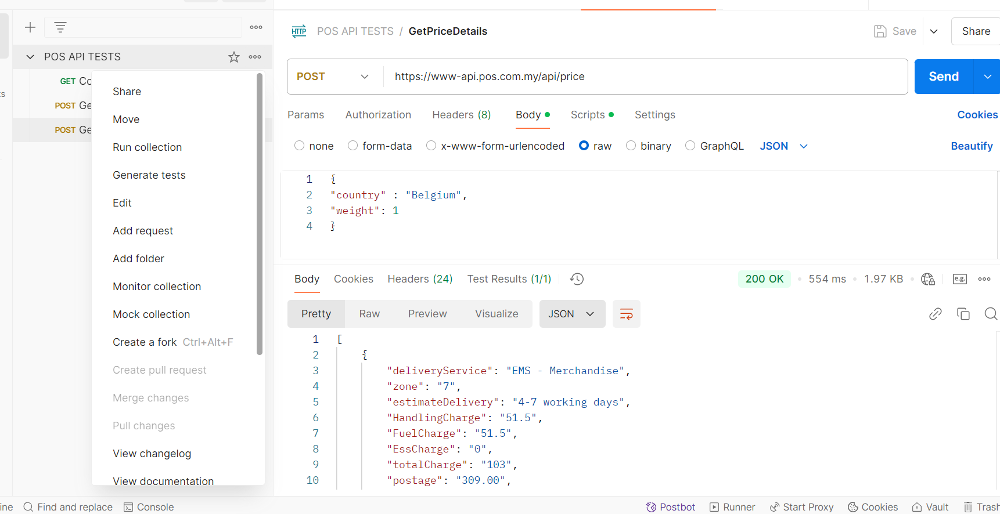 POS API TESTS
GET Co
POST Ge
POST Ge
Share
Move
Run collection
Generate tests
Edit
Add request
Add folder
Monitor collection
Mock collection
Create a fork Ctrl+Alt+F
Create pull request
Merge changes
Pull changes
View changelog
View documentation
HTTP POS API TESTS / GetPriceDetails
Save
Share
POST https://www-api.pos.com.my/api/price
Send
Params Authorization Headers (8) Body Scripts Settings Cookies
none form-data x-www-form-urlencoded raw binary GraphQL JSON Beautify
1 {
2 "country" : "Belgium",
3 "weight": 1
4 }
Body Cookies Headers (24) Test Results (1/1) 200 OK • 554 ms • 1.97 KB • e.g.
Pretty Raw Preview Visualize JSON
1 [
2 {
3 "deliveryService": "EMS - Merchandise",
4 "zone": "7",
5 "estimateDelivery": "4-7 working days",
6 "HandlingCharge": "51.5",
7 "FuelCharge": "51.5",
8 "EssCharge": "0",
9 "totalCharge": "103",
10 "postage": "309.00",
ine Find and replace Console Postbot Runner Start Proxy Cookies Vault Trash